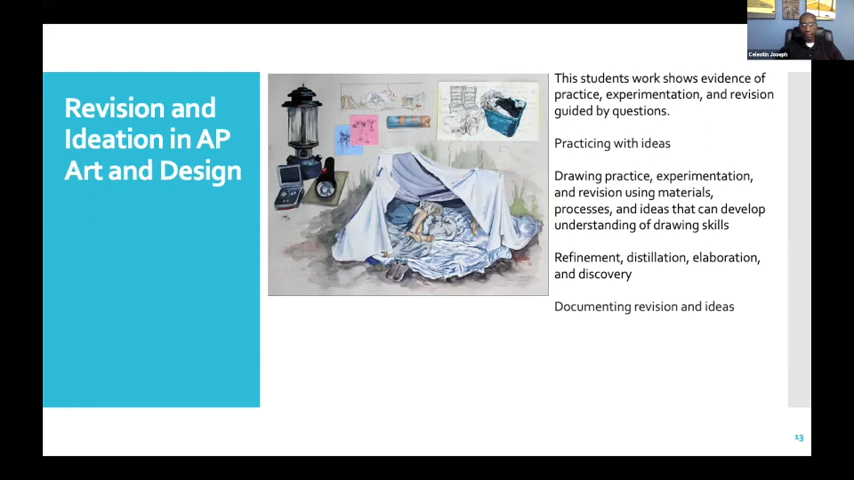 Celestin Joseph
Revision and
Ideation in AP
Art and Design
This students work shows evidence of
practice, experimentation, and revision
guided by questions.
Practicing with ideas
Drawing practice, experimentation,
and revision using materials,
processes, and ideas that can develop
understanding of drawing skills
Refinement, distillation, elaboration,
and discovery
Documenting revision and ideas
13